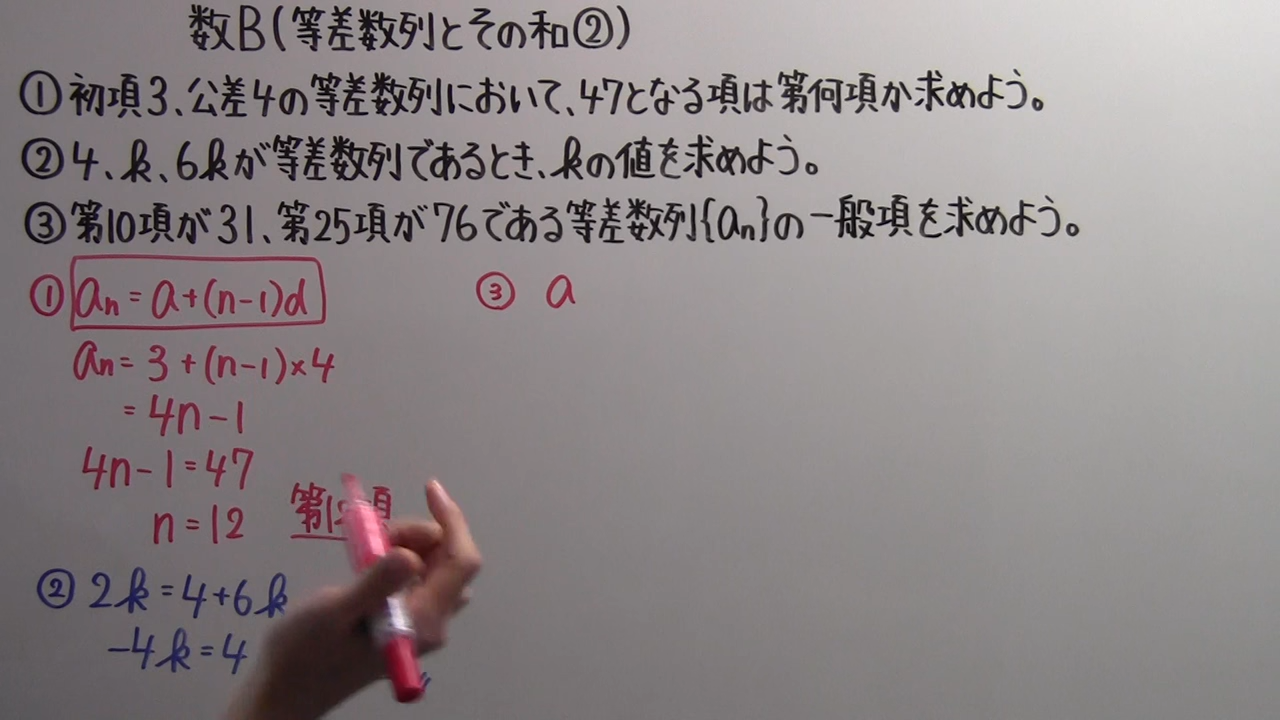 数B(等差数列とその和②)
①初項3、公差4の等差数列において、47となる項は第何項か求めよう。
②4、k、6kが等差数列であるとき、kの値を求めよう。
③第10項が31、第25項が76である等差数列{an}の一般項を求めよう。
① an = a+(n-1)d
an = 3+(n-1)×4
= 4n-1
4n-1=47
n=12 第12項
② 2k=4+6k
-4k=4
③ a